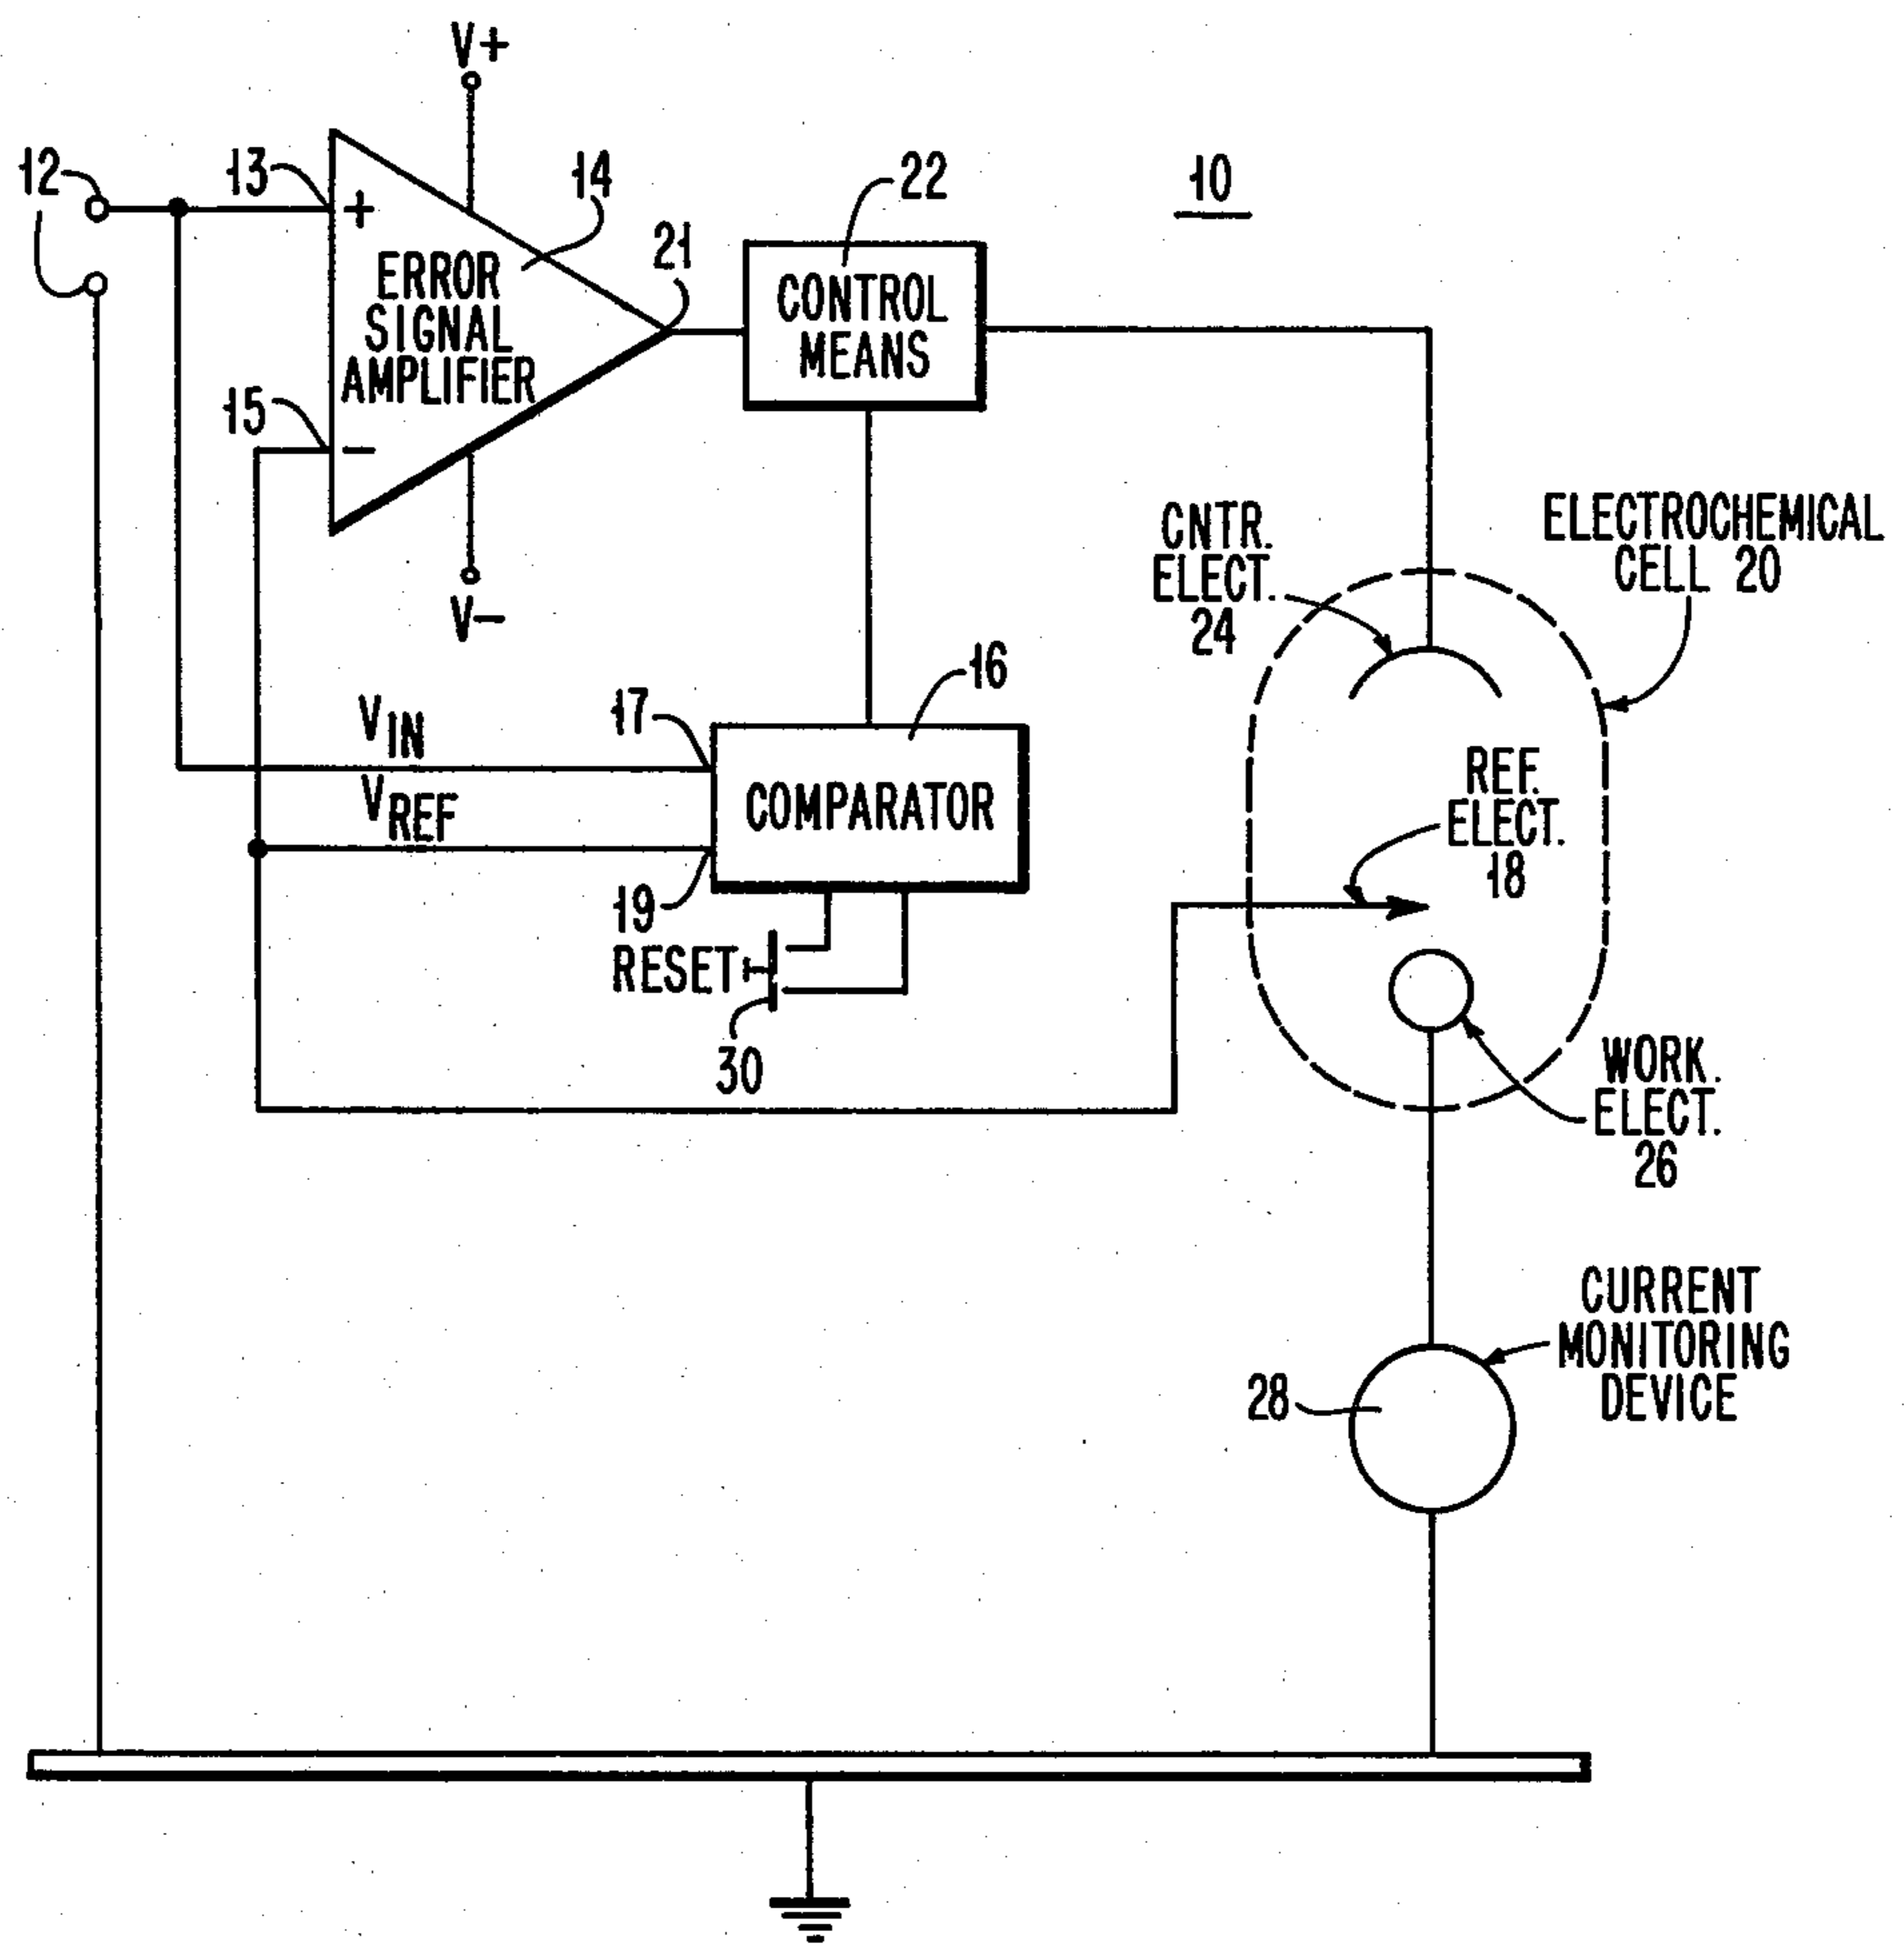 V+
12
13
+
14
22
10
ERROR
SIGNAL
AMPLIFIER
21
CONTROL
MEANS
15
−
V−
CNTR.
ELECT.
24
ELECTROCHEMICAL
CELL 20
16
17
VIN
VREF
COMPARATOR
REF.
ELECT.
18
19
RESET
30
WORK.
ELECT.
26
CURRENT
MONITORING
DEVICE
28